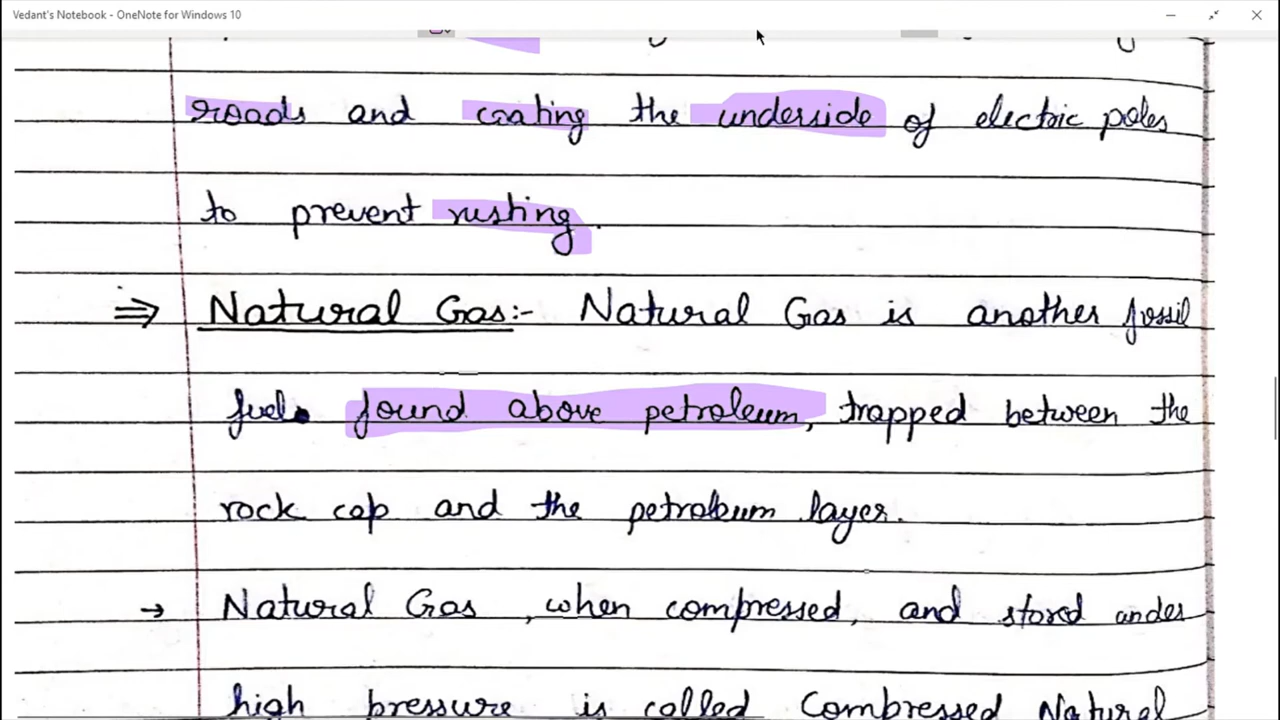 Vedant's Notebook - OneNote for Windows 10
roads and coating the underside of electric poles
to prevent rusting.
⇒ Natural Gas:- Natural Gas is another fossil
fuel found above petroleum, trapped between the
rock cap and the petroleum layer.
→ Natural Gas, when compressed, and stored under
high pressure is called Compressed Natural